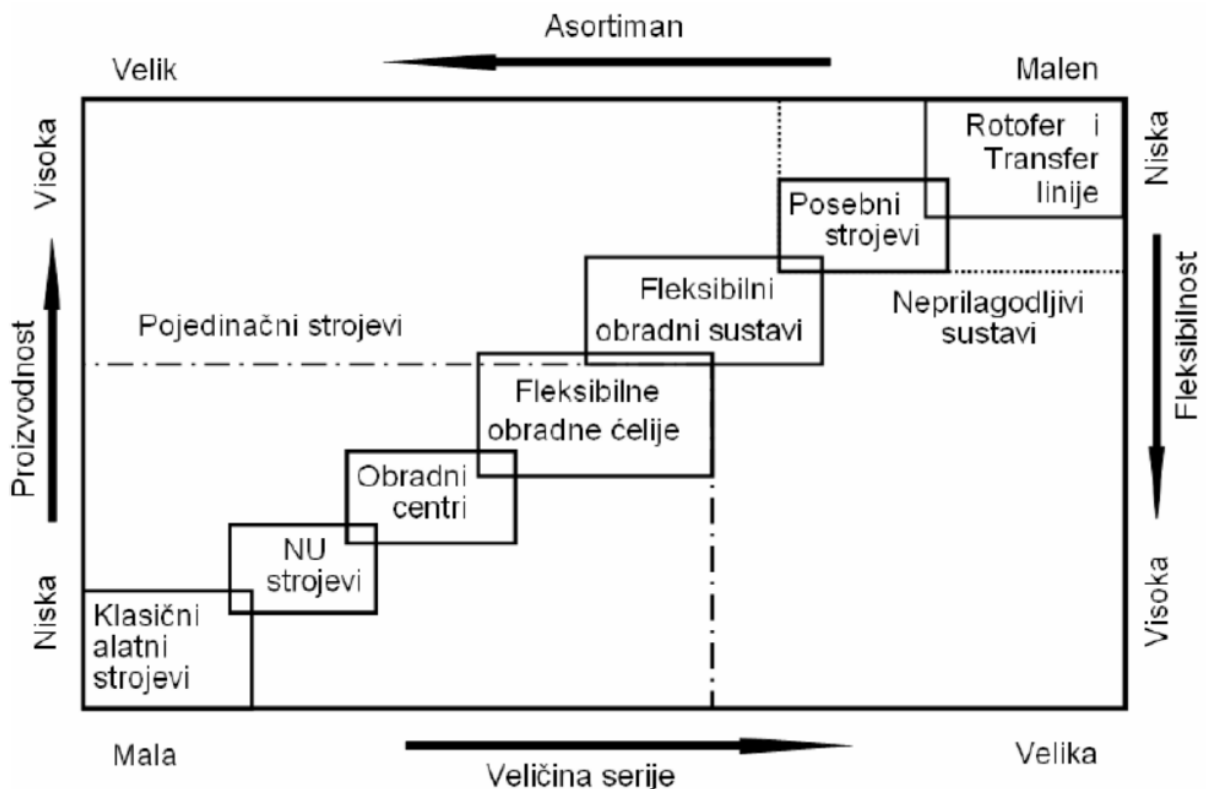 Asortiman
Velik
Malen
Visoka
Proizvodnost
Niska
Niska
Fleksibilnost
Visoka
Rotofer i
Transfer
linije
Posebni
strojevi
Fleksibilni
obradni sustavi
Neprilagodljivi
sustavi
Pojedinačni strojevi
Fleksibilne
obradne ćelije
Obradni
centri
NU
strojevi
Klasični
alatni
strojevi
Mala
Velika
Veličina serije